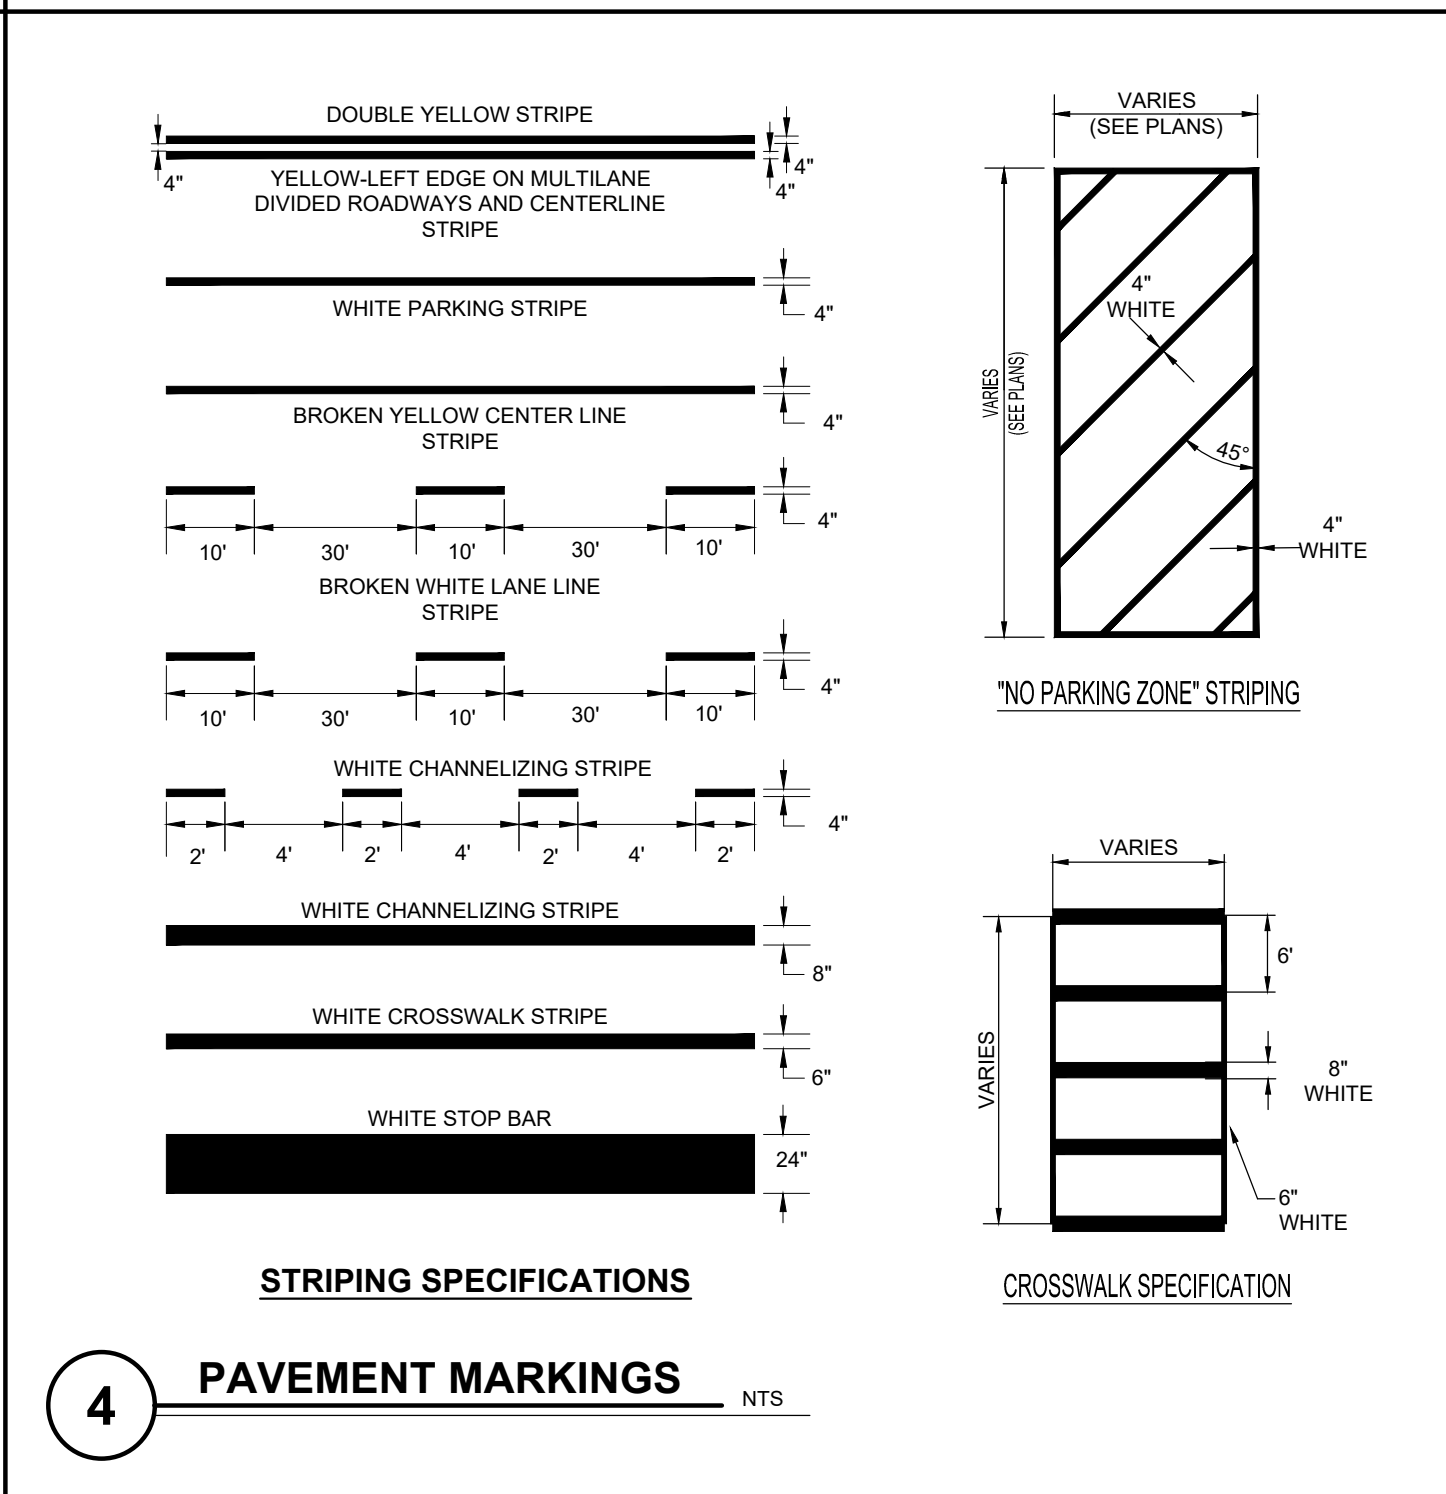 DOUBLE YELLOW STRIPE
4"
4"
4"
YELLOW-LEFT EDGE ON MULTILANE
DIVIDED ROADWAYS AND CENTERLINE
STRIPE
WHITE PARKING STRIPE
4"
BROKEN YELLOW CENTER LINE
STRIPE
4"
10' 30' 10' 30' 10'
4"
BROKEN WHITE LANE LINE
STRIPE
10' 30' 10' 30' 10'
4"
WHITE CHANNELIZING STRIPE
2' 4' 2' 4' 2' 4' 2'
4"
WHITE CHANNELIZING STRIPE
8"
WHITE CROSSWALK STRIPE
6"
WHITE STOP BAR
24"
STRIPING SPECIFICATIONS
VARIES
(SEE PLANS)
VARIES
(SEE PLANS)
4"
WHITE
45°
4"
WHITE
"NO PARKING ZONE" STRIPING
VARIES
VARIES
6'
8"
WHITE
6"
WHITE
CROSSWALK SPECIFICATION
4
PAVEMENT MARKINGS
NTS